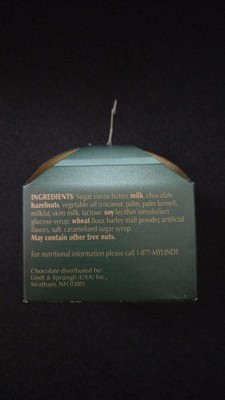 INGREDIENTS: Sugar, cocoa butter, milk, chocolate,
hazelnuts, vegetable oil (coconut, palm, palm kernel),
milkfat, skim milk, lactose, soy lecithin (emulsifier),
glucose syrup, wheat flour, barley malt powder, artificial
flavors, salt, caramelized sugar syrup.
May contain other tree nuts.
For nutritional information please call 1-877-MYLINDT.
Chocolate distributed by:
Lindt & Sprüngli (USA) Inc.,
Stratham, NH 03885